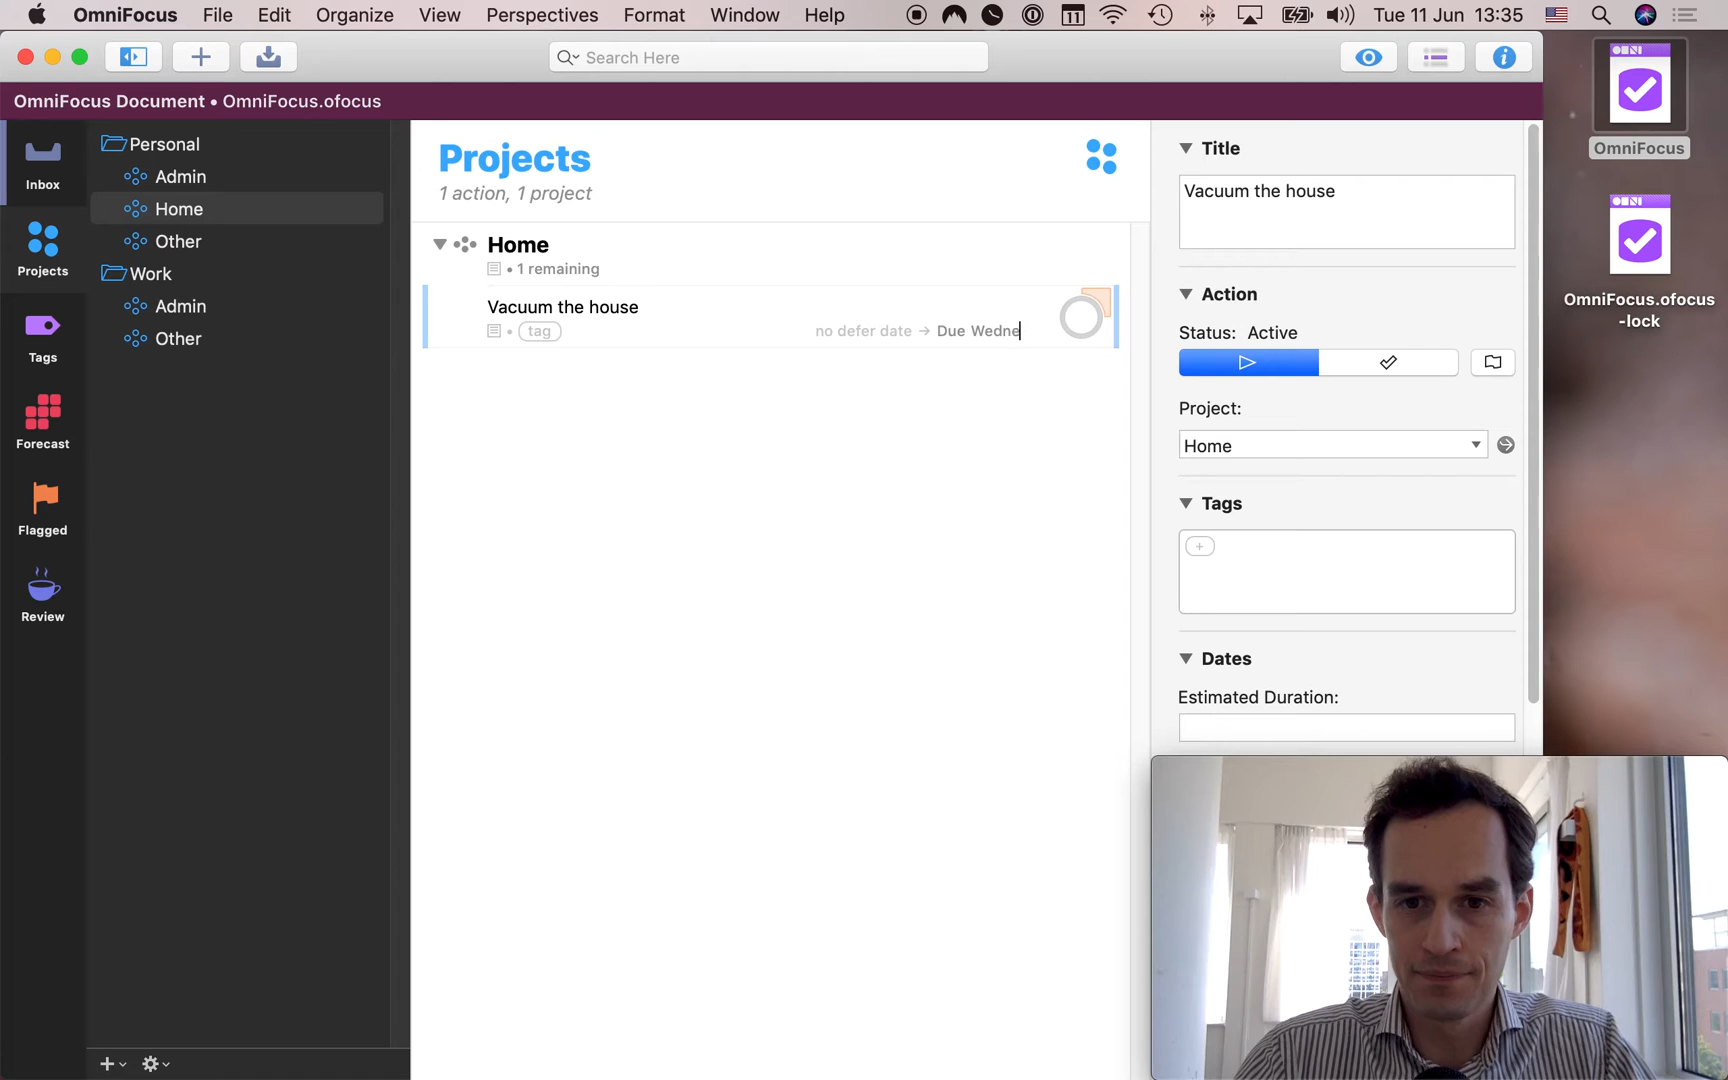 OmniFocus File Edit Organize View Perspectives Format Window Help 11 Tue 11 Jun 13:35
Search Here
OmniFocus Document • OmniFocus.ofocus
Inbox
Projects
Tags
Forecast
Flagged
Review
Personal
Admin
Home
Other
Work
Admin
Other
Projects
1 action, 1 project
Home
• 1 remaining
Vacuum the house
• tag no defer date → Due Wedne
Title
Vacuum the house
Action
Status: Active
Project:
Home
Tags
Dates
Estimated Duration:
OMNI
OmniFocus
OMNI
OmniFocus.ofocus
-lock